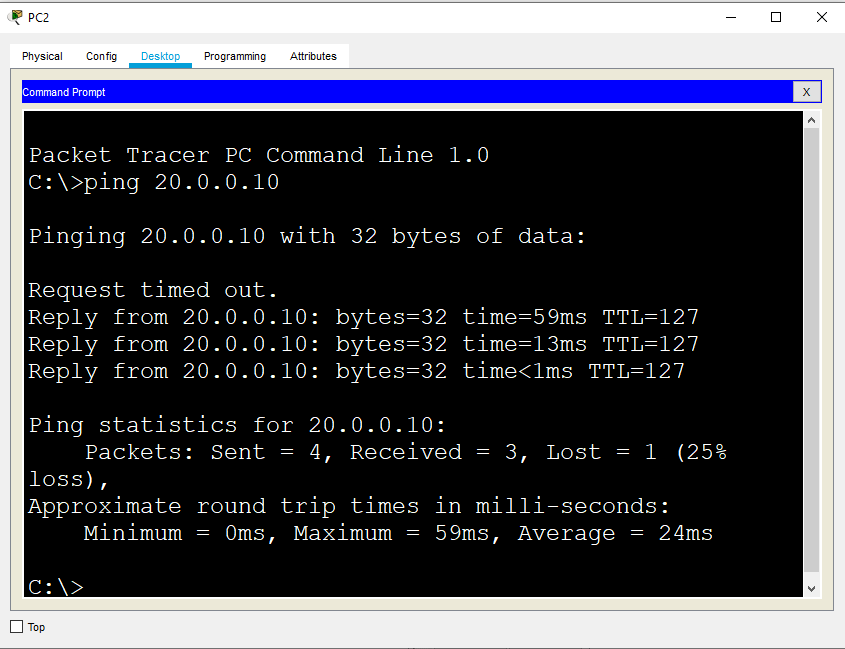 PC2
Physical Config Desktop Programming Attributes
Command Prompt
X
Packet Tracer PC Command Line 1.0
C:\>ping 20.0.0.10
Pinging 20.0.0.10 with 32 bytes of data:
Request timed out.
Reply from 20.0.0.10: bytes=32 time=59ms TTL=127
Reply from 20.0.0.10: bytes=32 time=13ms TTL=127
Reply from 20.0.0.10: bytes=32 time<1ms TTL=127
Ping statistics for 20.0.0.10:
Packets: Sent = 4, Received = 3, Lost = 1 (25%
loss),
Approximate round trip times in milli-seconds:
Minimum = 0ms, Maximum = 59ms, Average = 24ms
C:\>
Top